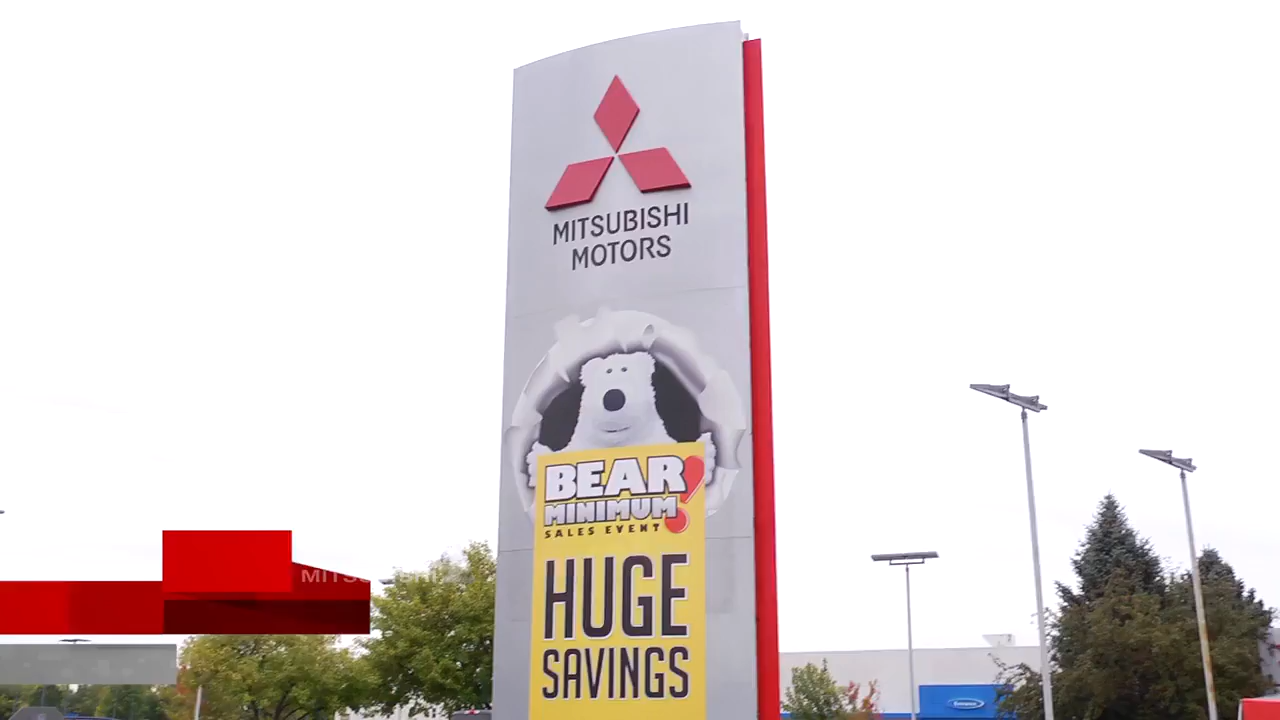 MITSUBISHI
MOTORS
BEAR
MINIMUM!
SALES EVENT
HUGE
SAVINGS